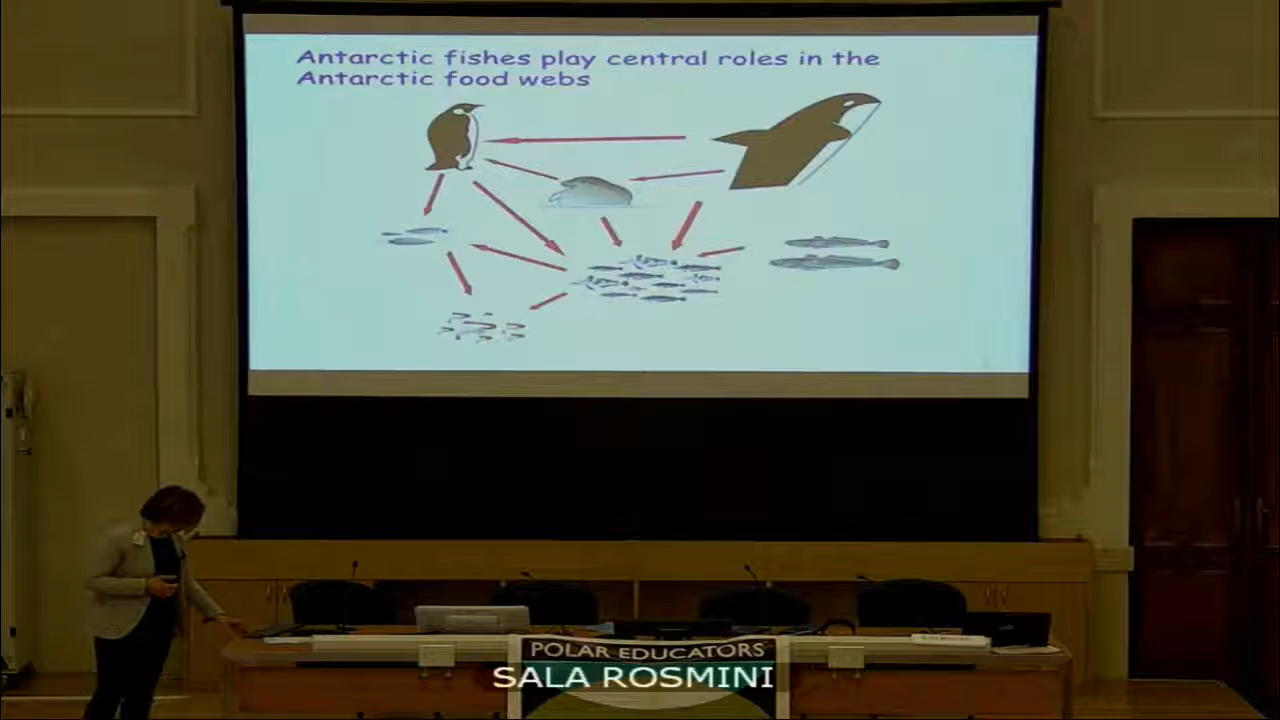 Antarctic fishes play central roles in the
Antarctic food webs
POLAR EDUCATORS
SALA ROSMINI